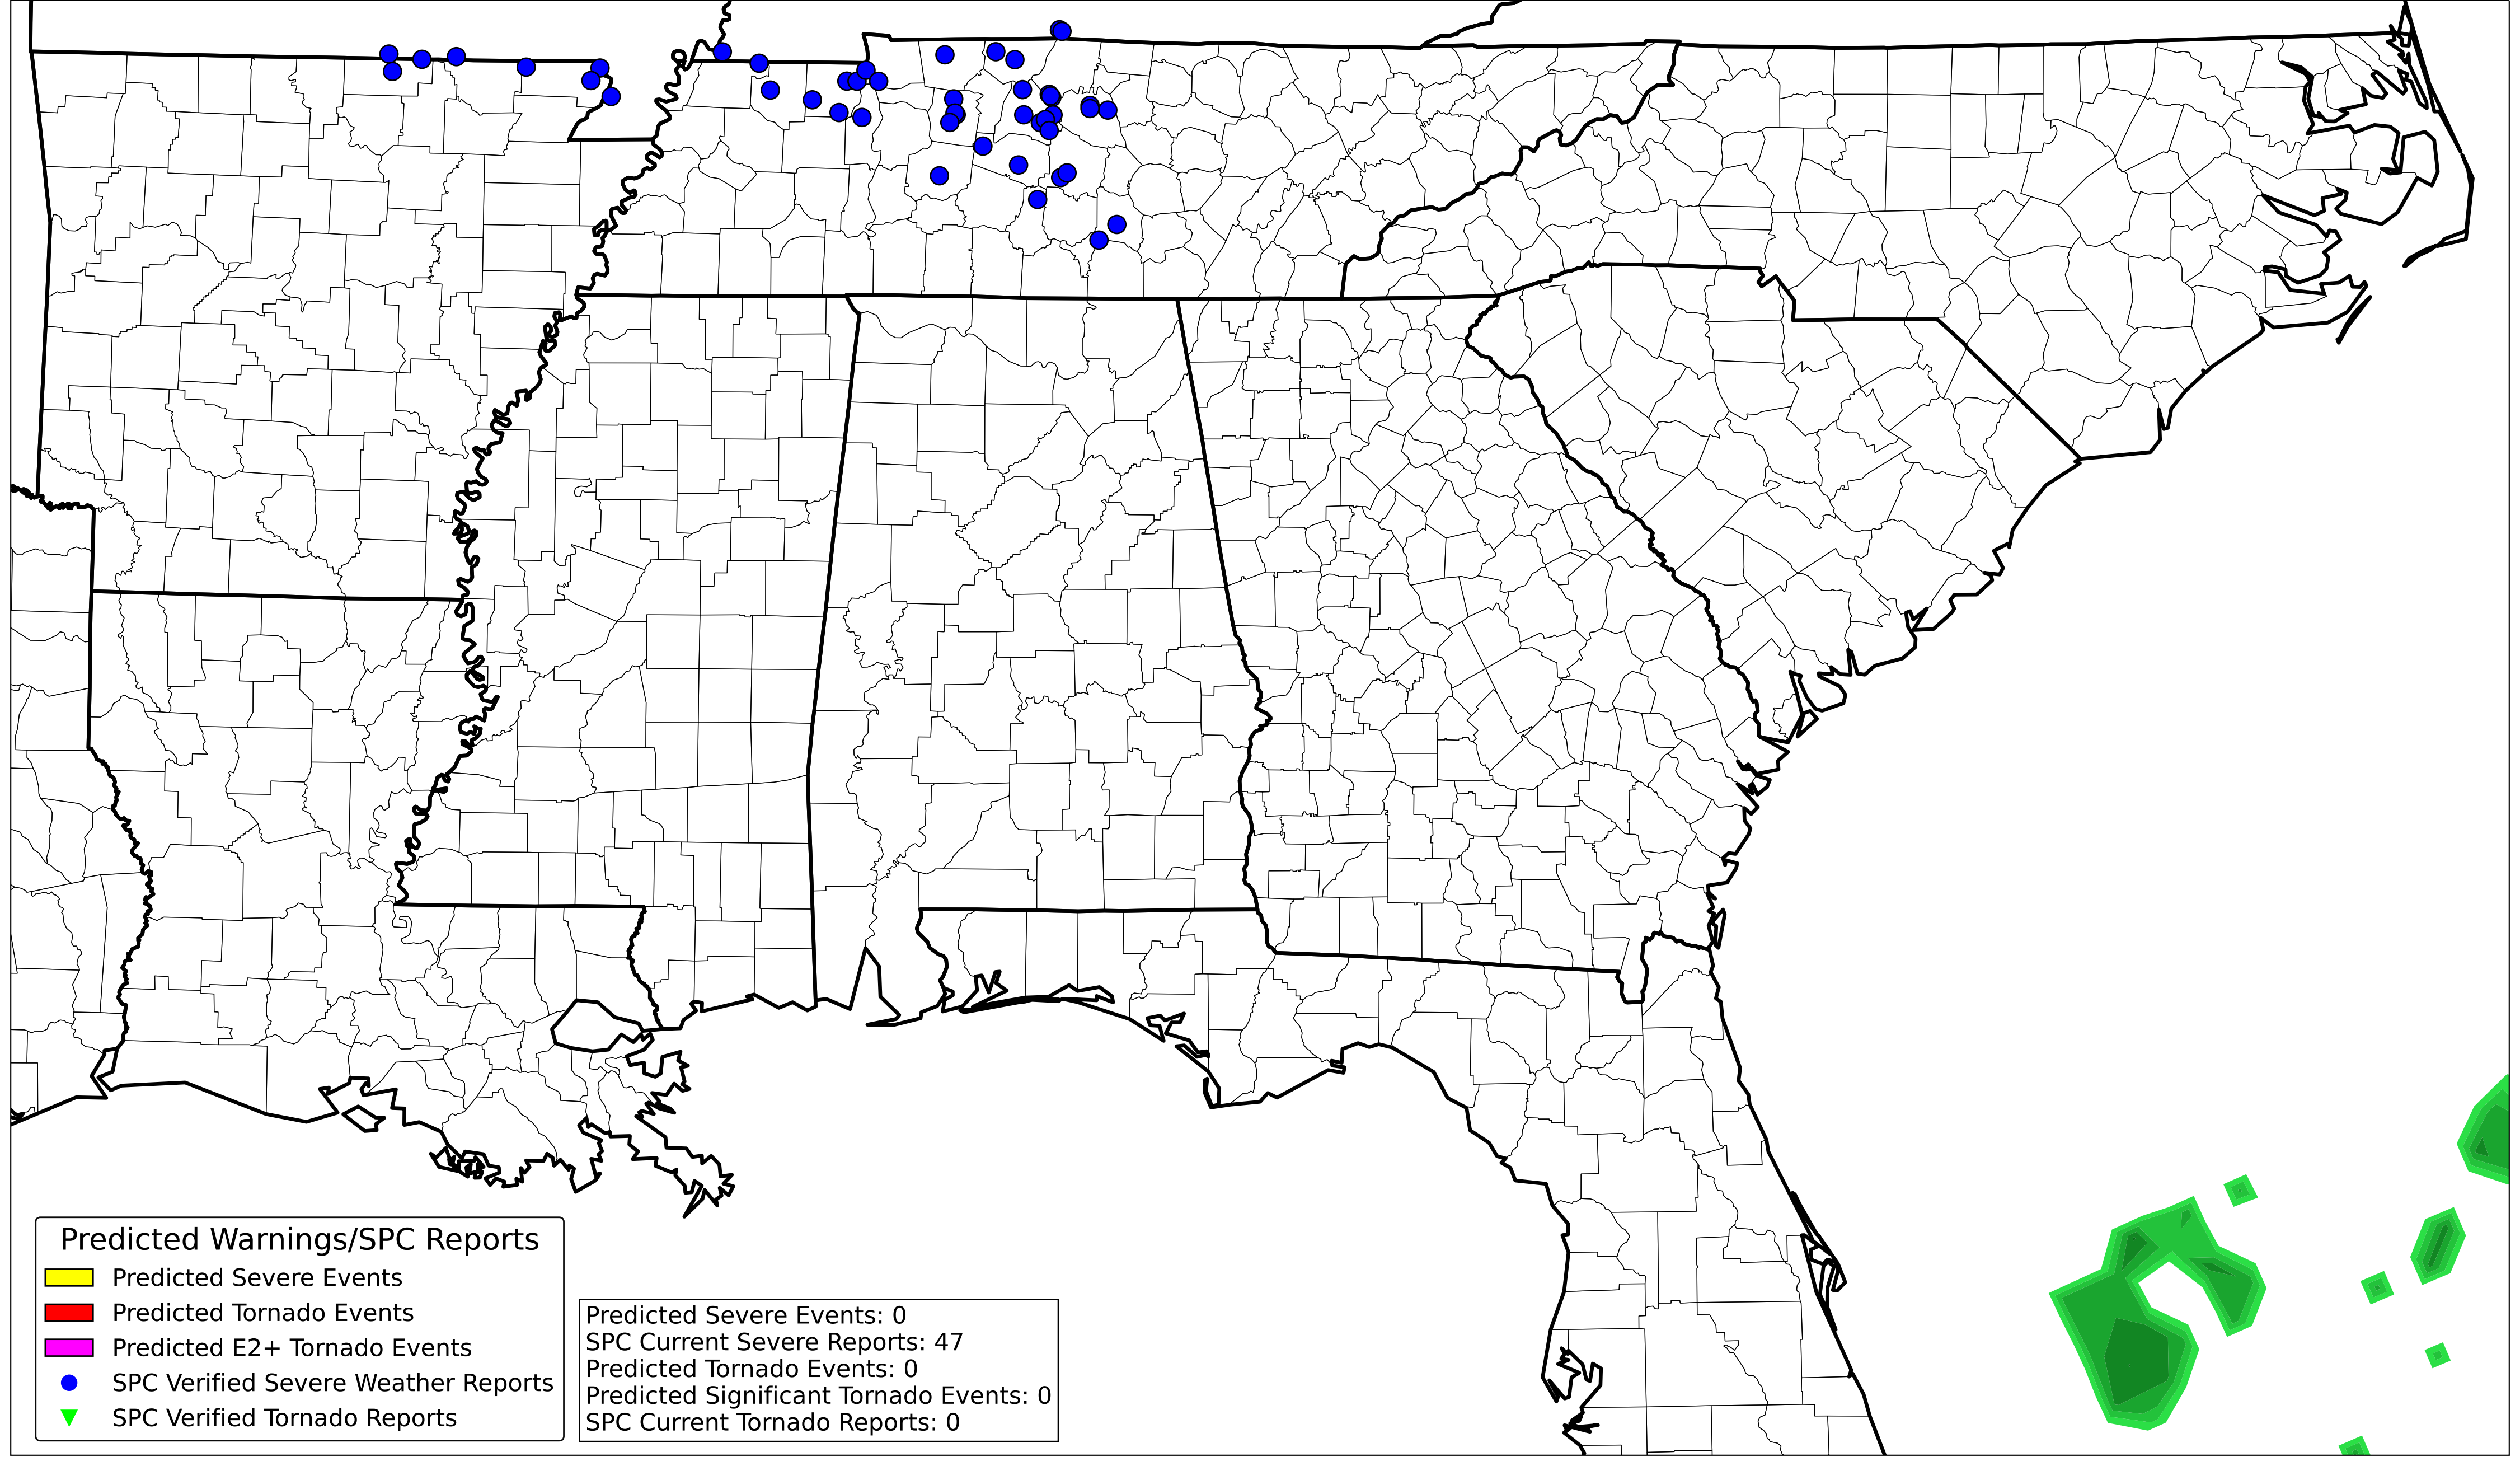 Predicted Warnings/SPC Reports
Predicted Severe Events
Predicted Tornado Events
Predicted E2+ Tornado Events
SPC Verified Severe Weather Reports
SPC Verified Tornado Reports
Predicted Severe Events: 0
SPC Current Severe Reports: 47
Predicted Tornado Events: 0
Predicted Significant Tornado Events: 0
SPC Current Tornado Reports: 0